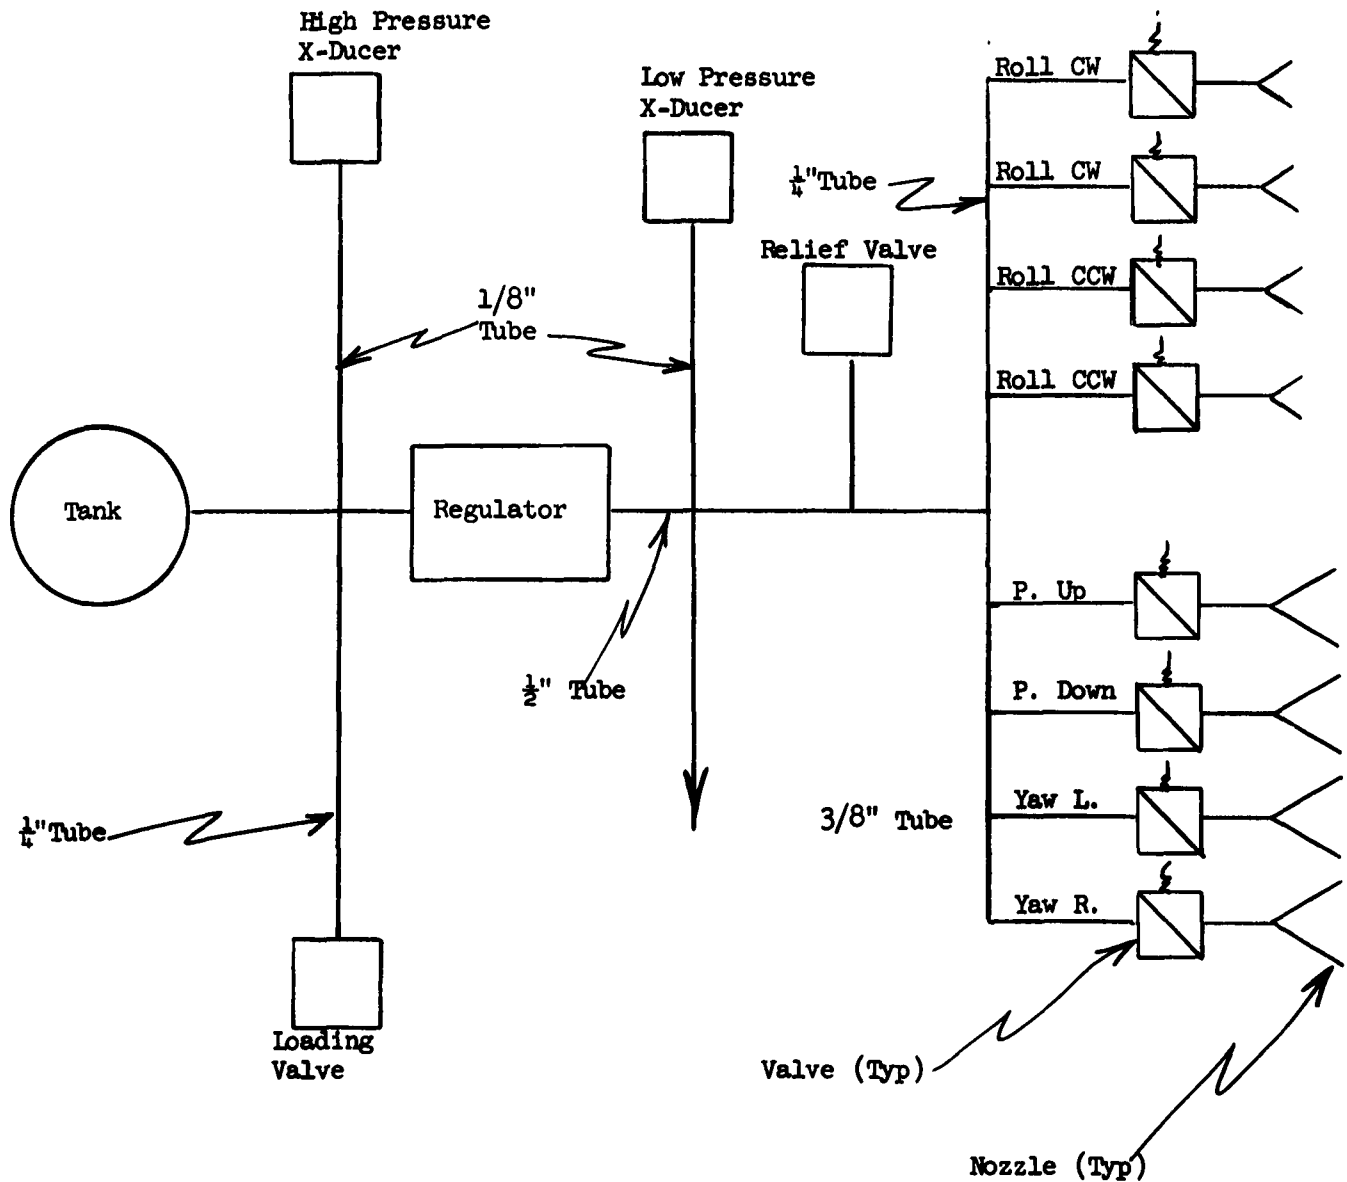 High Pressure
X-Ducer
Low Pressure
X-Ducer
Roll CW
1/4" Tube
Roll CW
Relief Valve
Roll CCW
1/8"
Tube
Roll CCW
Tank
Regulator
P. Up
1/2" Tube
P. Down
Yaw L.
1/4" Tube
3/8" Tube
Yaw R.
Loading
Valve
Valve (Typ)
Nozzle (Typ)